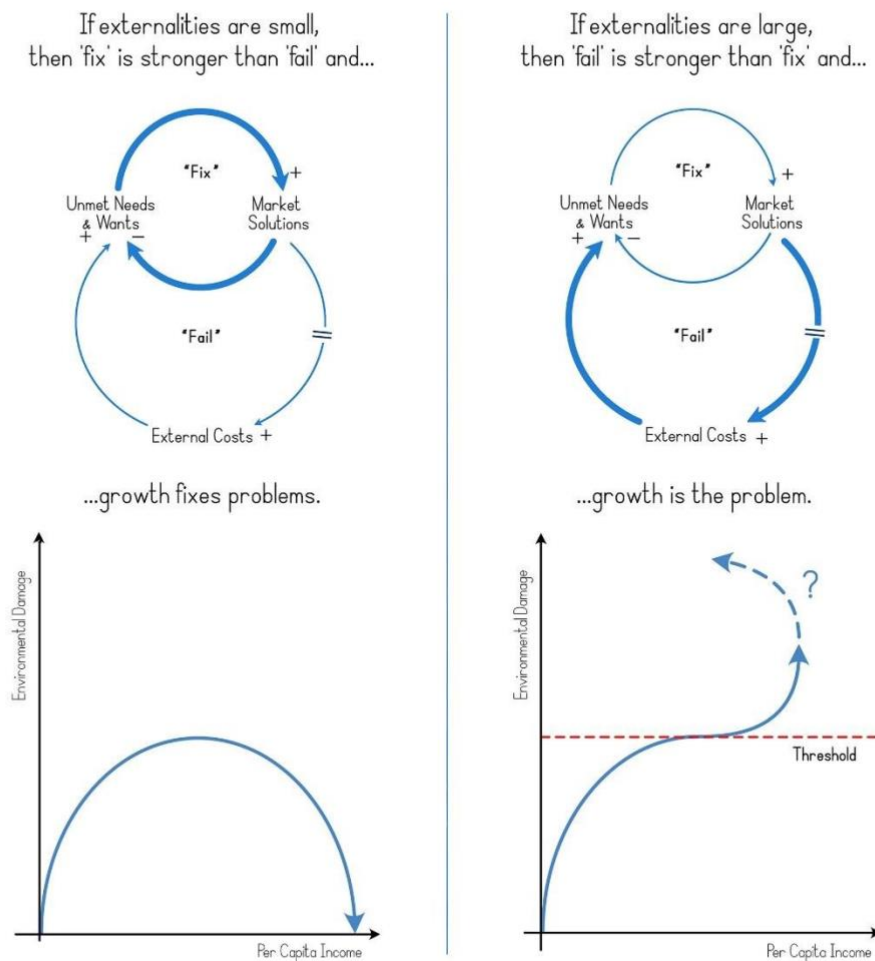 If externalities are small,
then 'fix' is stronger than 'fail' and...
"Fix"
+
Unmet Needs
& Wants
Market
Solutions
+
−
"Fail"
External Costs +
...growth fixes problems.
Environmental Damage
Per Capita Income
If externalities are large,
then 'fail' is stronger than 'fix' and...
"Fix"
+
Unmet Needs
& Wants
Market
Solutions
+
−
"Fail"
External Costs +
...growth is the problem.
Environmental Damage
?
Threshold
Per Capita Income